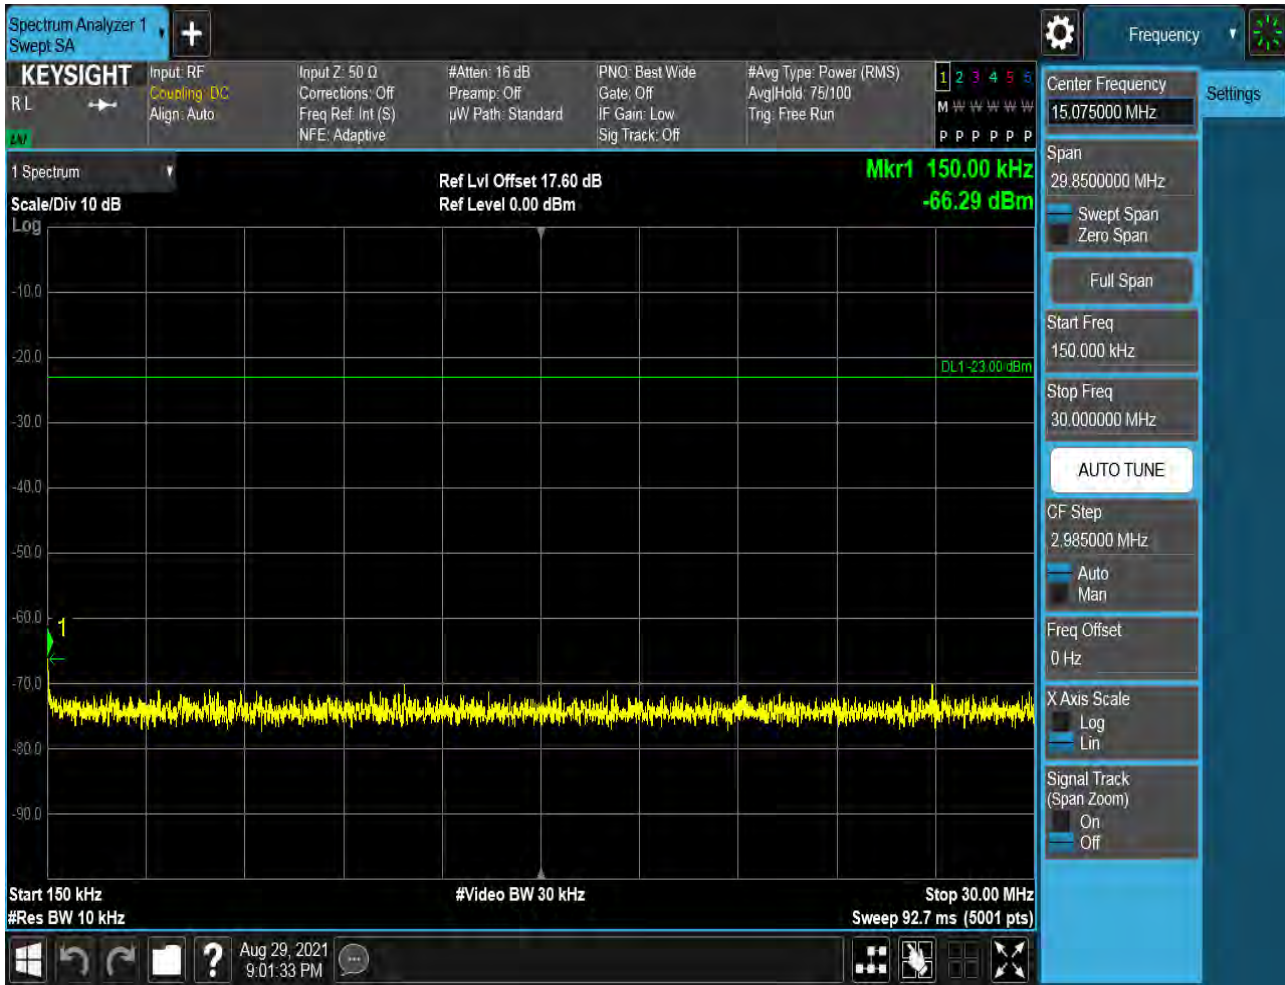 Spectrum Analyzer 1
Swept SA
Frequency
KEYSIGHT
RL
LNI
Input: RF
Coupling: DC
Align: Auto
Input Z: 50 Ω
Corrections: Off
Freq Ref: Int (S)
NFE: Adaptive
#Atten: 16 dB
Preamp: Off
µW Path: Standard
PNO: Best Wide
Gate: Off
IF Gain: Low
Sig Track: Off
#Avg Type: Power (RMS)
Avg|Hold: 75/100
Trig: Free Run
1 2 3 4 5 6
M W W W W W
P P P P P P
1 Spectrum
Scale/Div 10 dB
Log
Ref Lvl Offset 17.60 dB
Ref Level 0.00 dBm
Mkr1 150.00 kHz
-66.29 dBm
-10.0
-20.0
DL1 -23.00 dBm
-30.0
-40.0
-50.0
-60.0
1
-70.0
-80.0
-90.0
Start 150 kHz
#Video BW 30 kHz
Stop 30.00 MHz
#Res BW 10 kHz
Sweep 92.7 ms (5001 pts)
Aug 29, 2021
9:01:33 PM
Center Frequency
15.075000 MHz
Settings
Span
29.8500000 MHz
Swept Span
Zero Span
Full Span
Start Freq
150.000 kHz
Stop Freq
30.000000 MHz
AUTO TUNE
CF Step
2.985000 MHz
Auto
Man
Freq Offset
0 Hz
X Axis Scale
Log
Lin
Signal Track
(Span Zoom)
On
Off